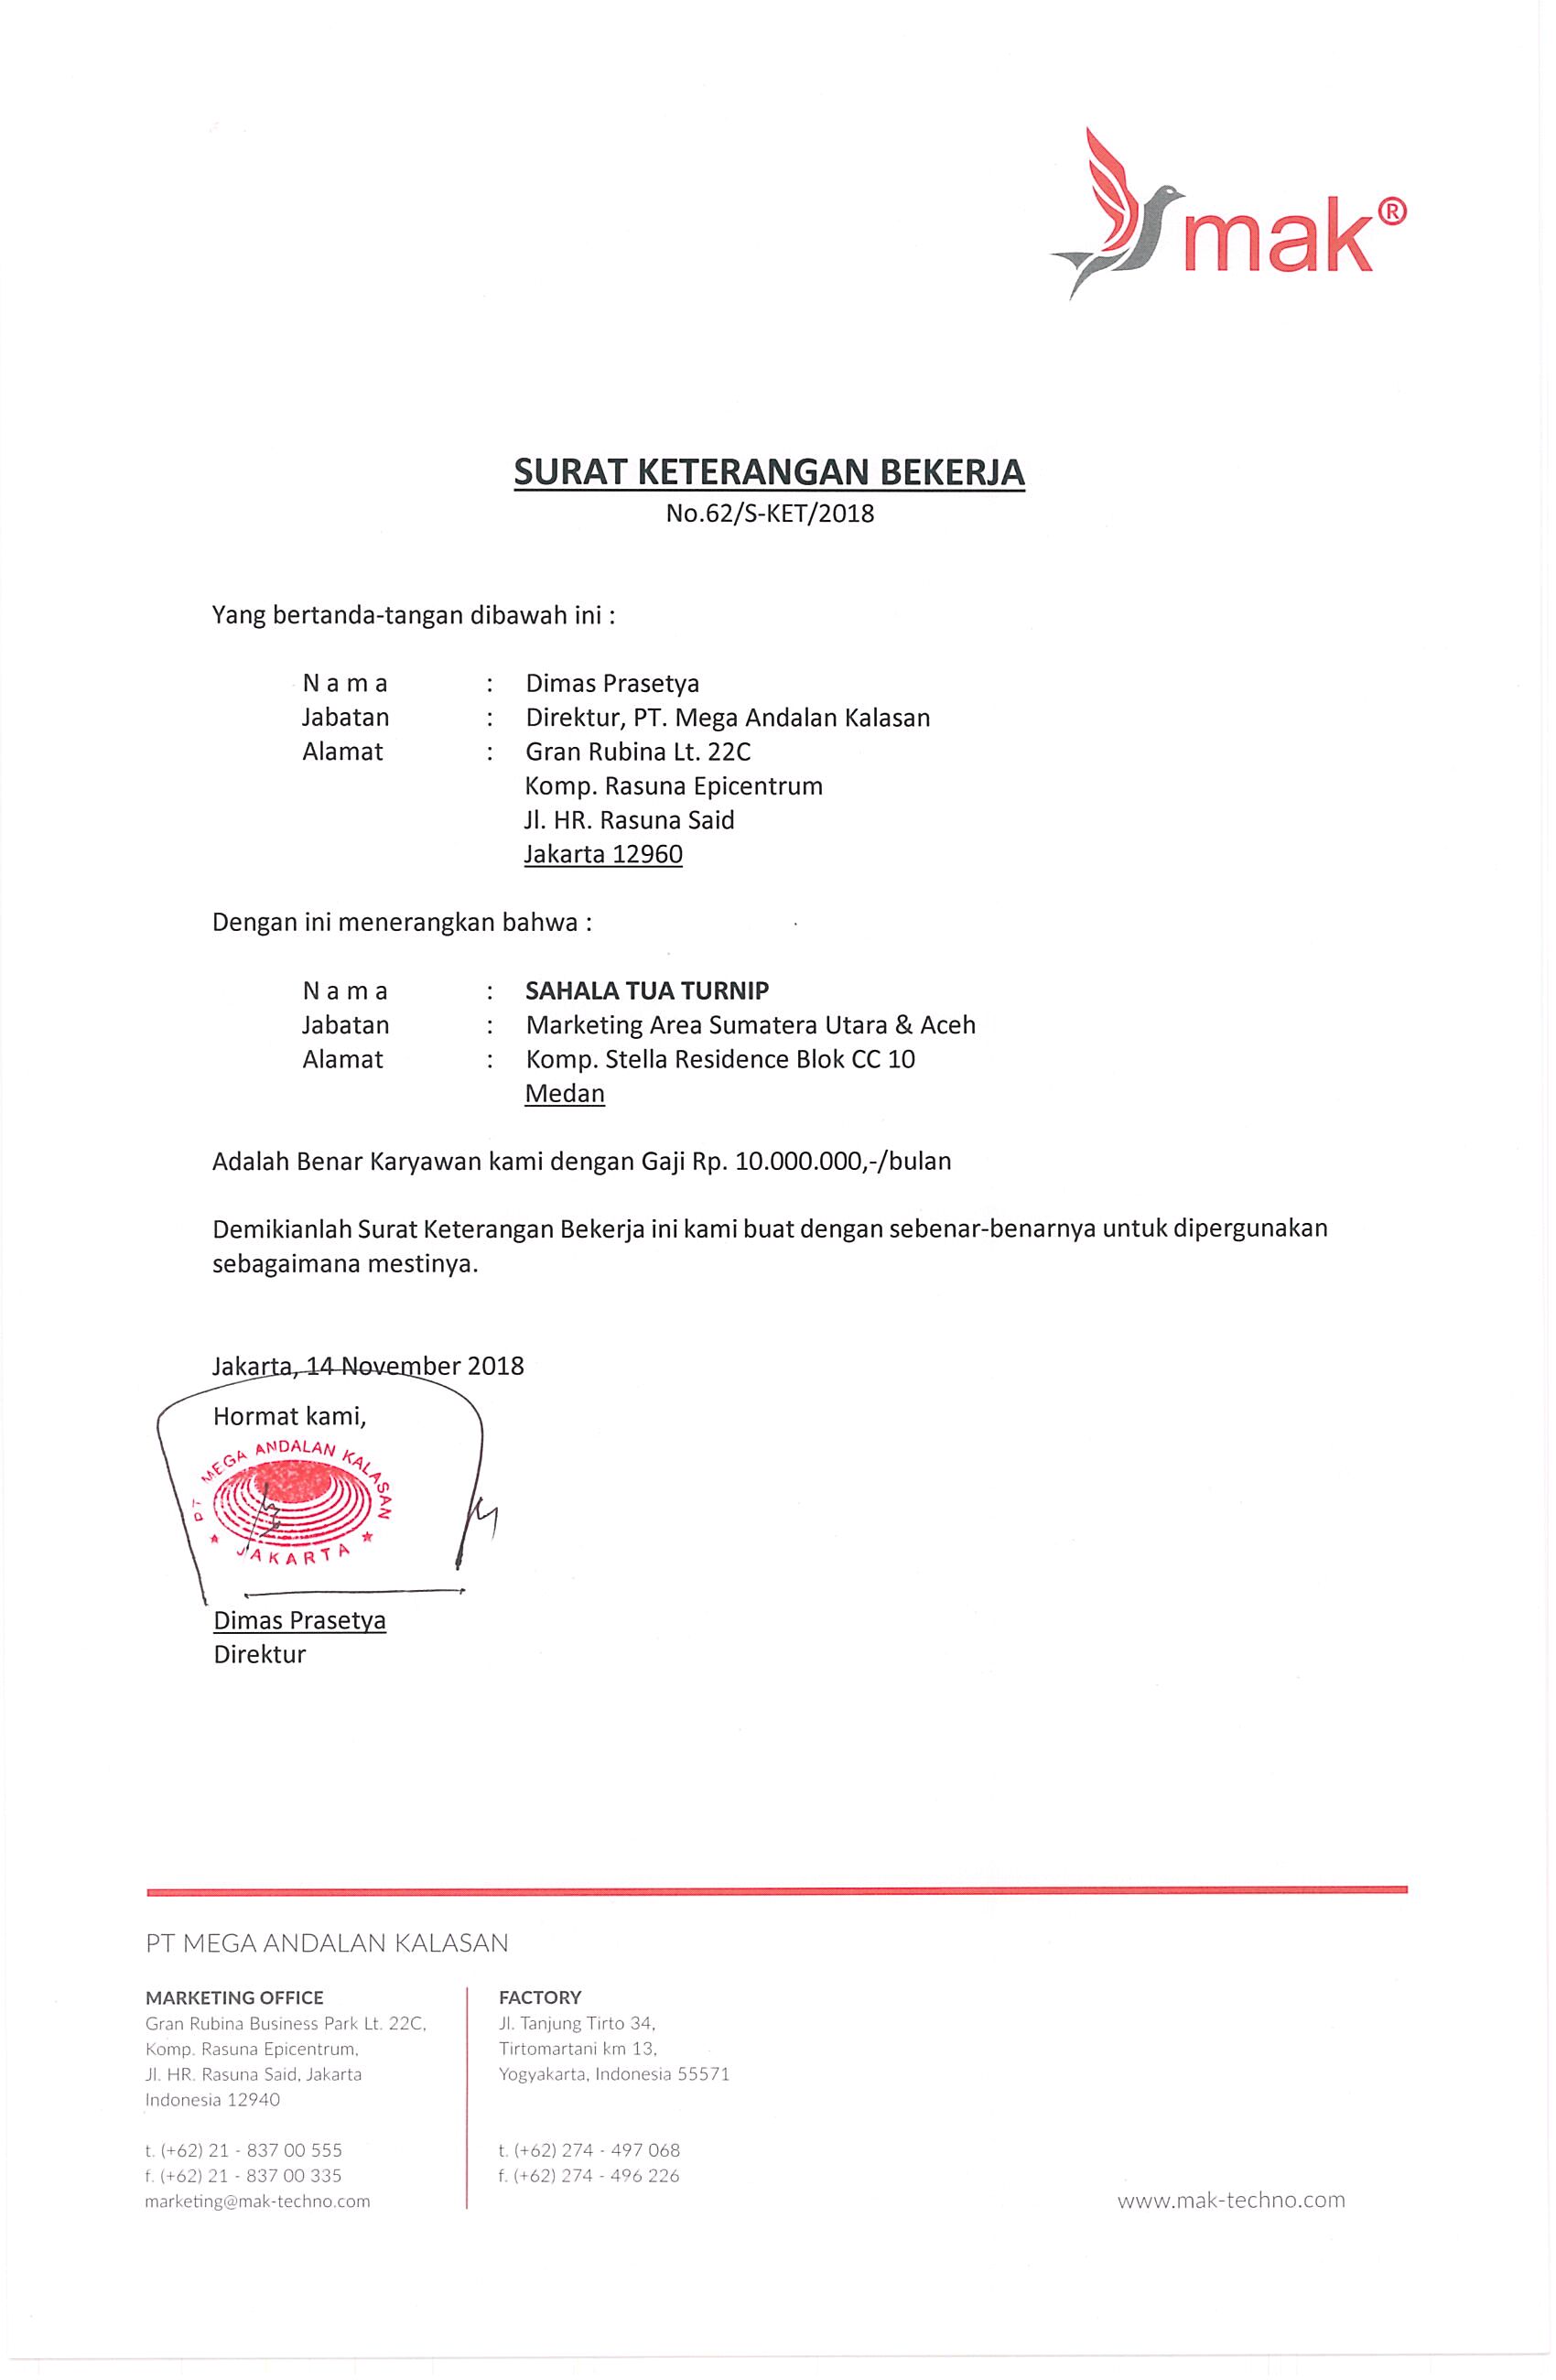 mak®
SURAT KETERANGAN BEKERJA
No.62/S-KET/2018
Yang bertanda-tangan dibawah ini :
N a m a : Dimas Prasetya
Jabatan : Direktur, PT. Mega Andalan Kalasan
Alamat : Gran Rubina Lt. 22C
Komp. Rasuna Epicentrum
Jl. HR. Rasuna Said
Jakarta 12960
Dengan ini menerangkan bahwa :
N a m a : SAHALA TUA TURNIP
Jabatan : Marketing Area Sumatera Utara & Aceh
Alamat : Komp. Stella Residence Blok CC 10
Medan
Adalah Benar Karyawan kami dengan Gaji Rp. 10.000.000,-/bulan
Demikianlah Surat Keterangan Bekerja ini kami buat dengan sebenar-benarnya untuk dipergunakan
sebagaimana mestinya.
Jakarta, 14 November 2018
Hormat kami,
PT MEGA ANDALAN KALASAN
JAKARTA
Dimas Prasetya
Direktur
PT MEGA ANDALAN KALASAN
MARKETING OFFICE
Gran Rubina Business Park Lt. 22C,
Komp. Rasuna Epicentrum,
Jl. HR. Rasuna Said, Jakarta
Indonesia 12940
t. (+62) 21 - 837 00 555
f. (+62) 21 - 837 00 335
marketing@mak-techno.com
FACTORY
Jl. Tanjung Tirto 34,
Tirtomartani km 13,
Yogyakarta, Indonesia 55571
t. (+62) 274 - 497 068
f. (+62) 274 - 496 226
www.mak-techno.com